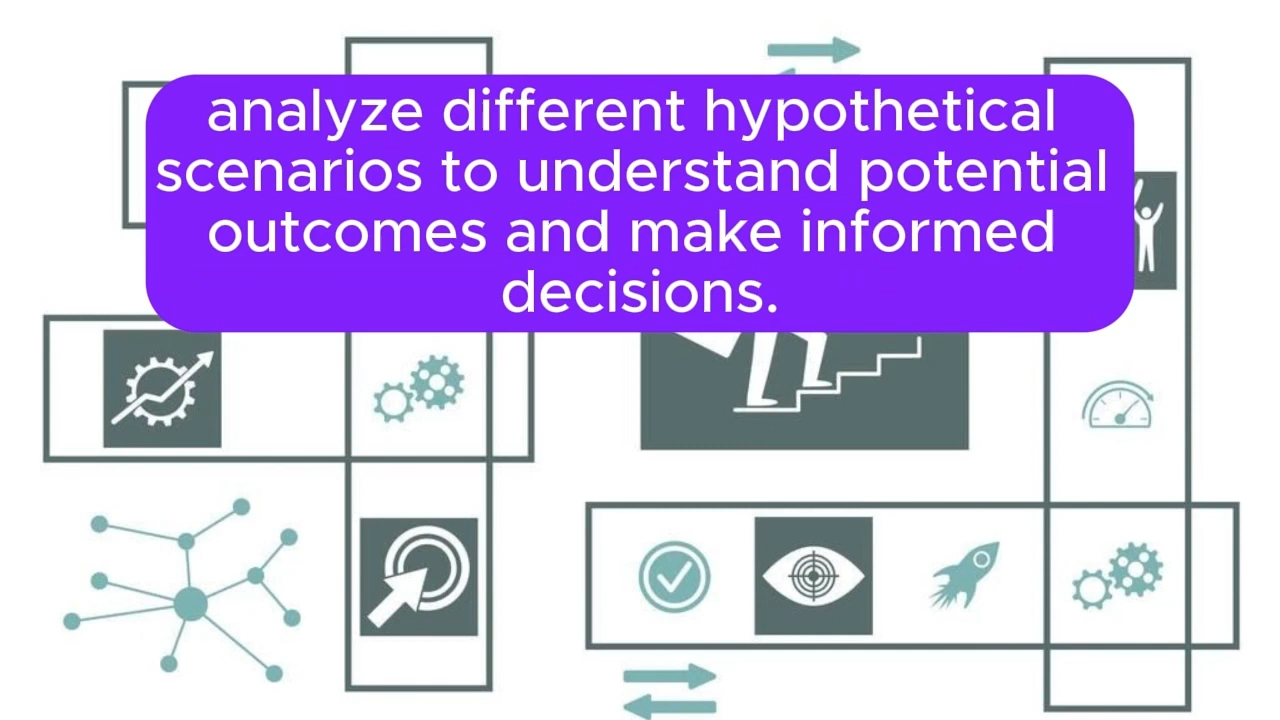 analyze different hypothetical
scenarios to understand potential
outcomes and make informed
decisions.